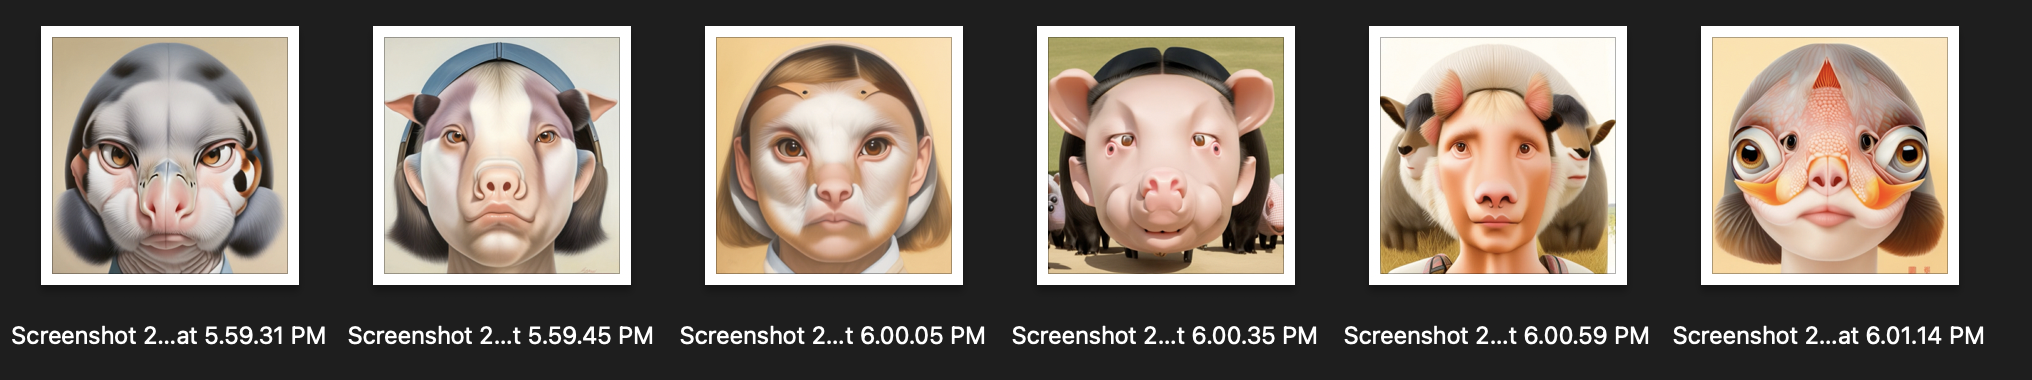 Screenshot 2...at 5.59.31 PM
Screenshot 2...t 5.59.45 PM
Screenshot 2...t 6.00.05 PM
Screenshot 2...t 6.00.35 PM
Screenshot 2...t 6.00.59 PM
Screenshot 2...at 6.01.14 PM